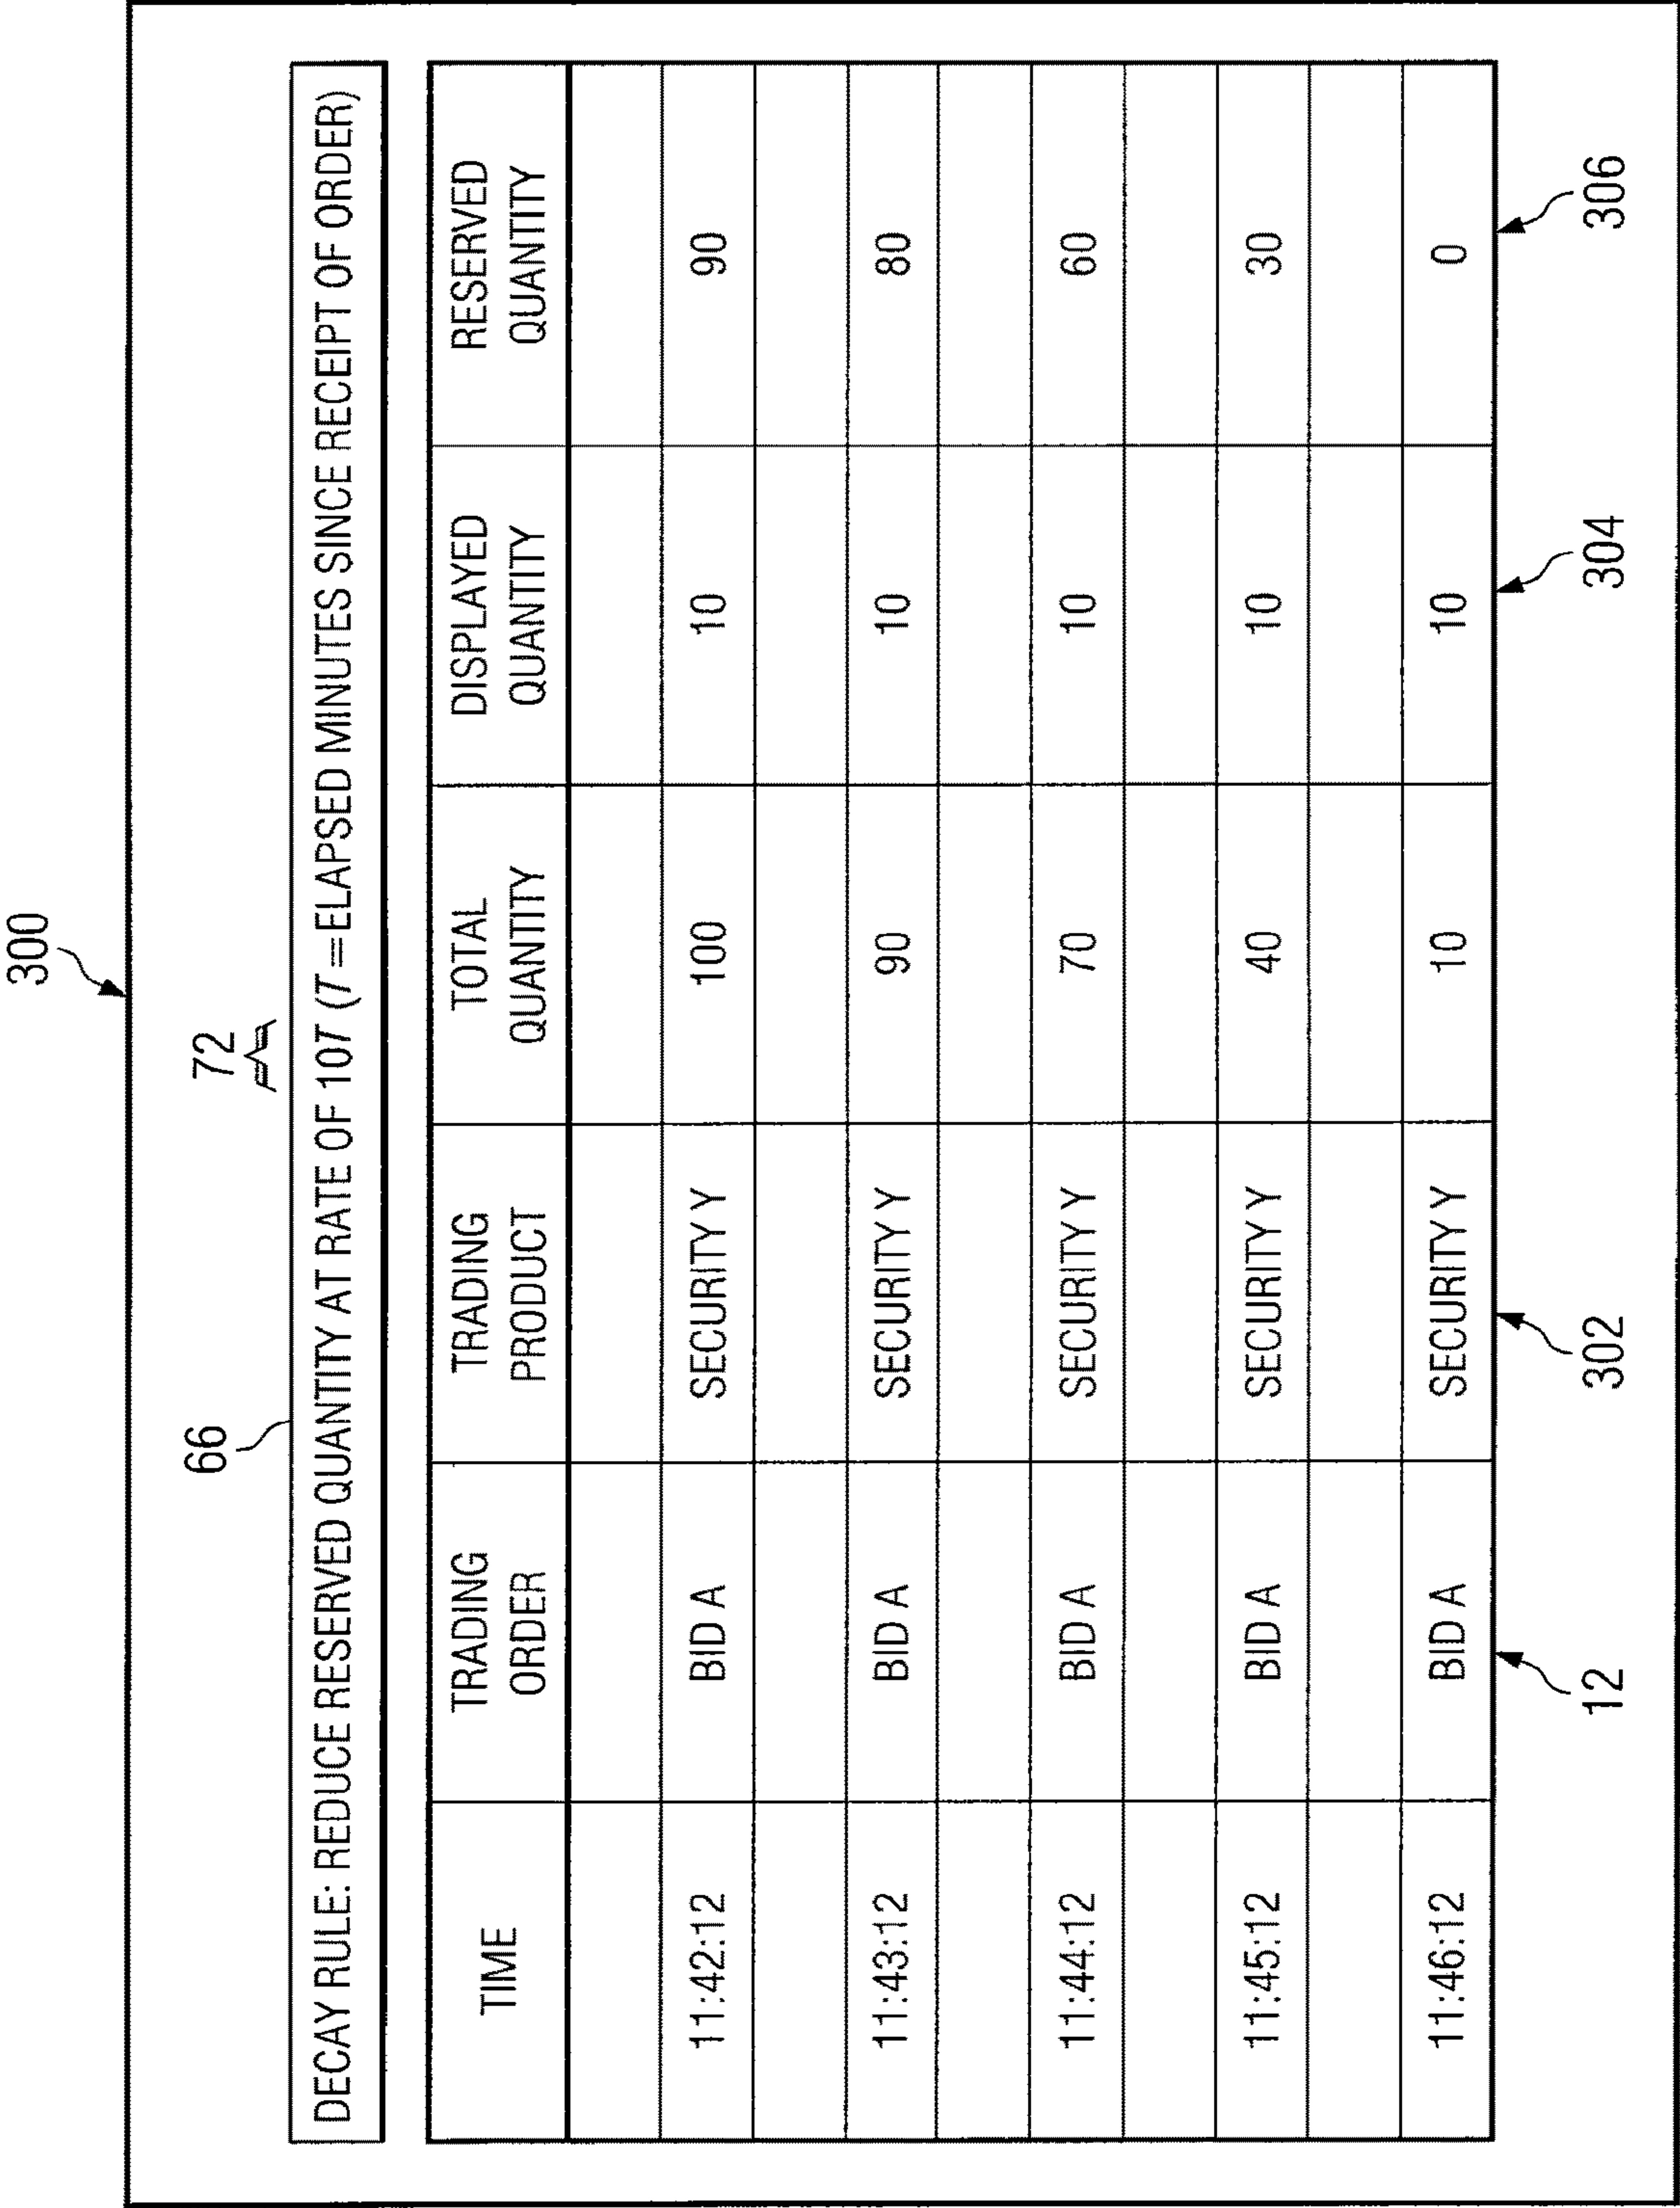 300
72
66
DECAY RULE: REDUCE RESERVED QUANTITY AT RATE OF 10T (T=ELAPSED MINUTES SINCE RECEIPT OF ORDER)
TIME TRADING ORDER TRADING PRODUCT TOTAL QUANTITY DISPLAYED QUANTITY RESERVED QUANTITY
11:42:12 BID A SECURITY Y 100 10 90
11:43:12 BID A SECURITY Y 90 10 80
11:44:12 BID A SECURITY Y 70 10 60
11:45:12 BID A SECURITY Y 40 10 30
11:46:12 BID A SECURITY Y 10 10 0
12 302 304 306